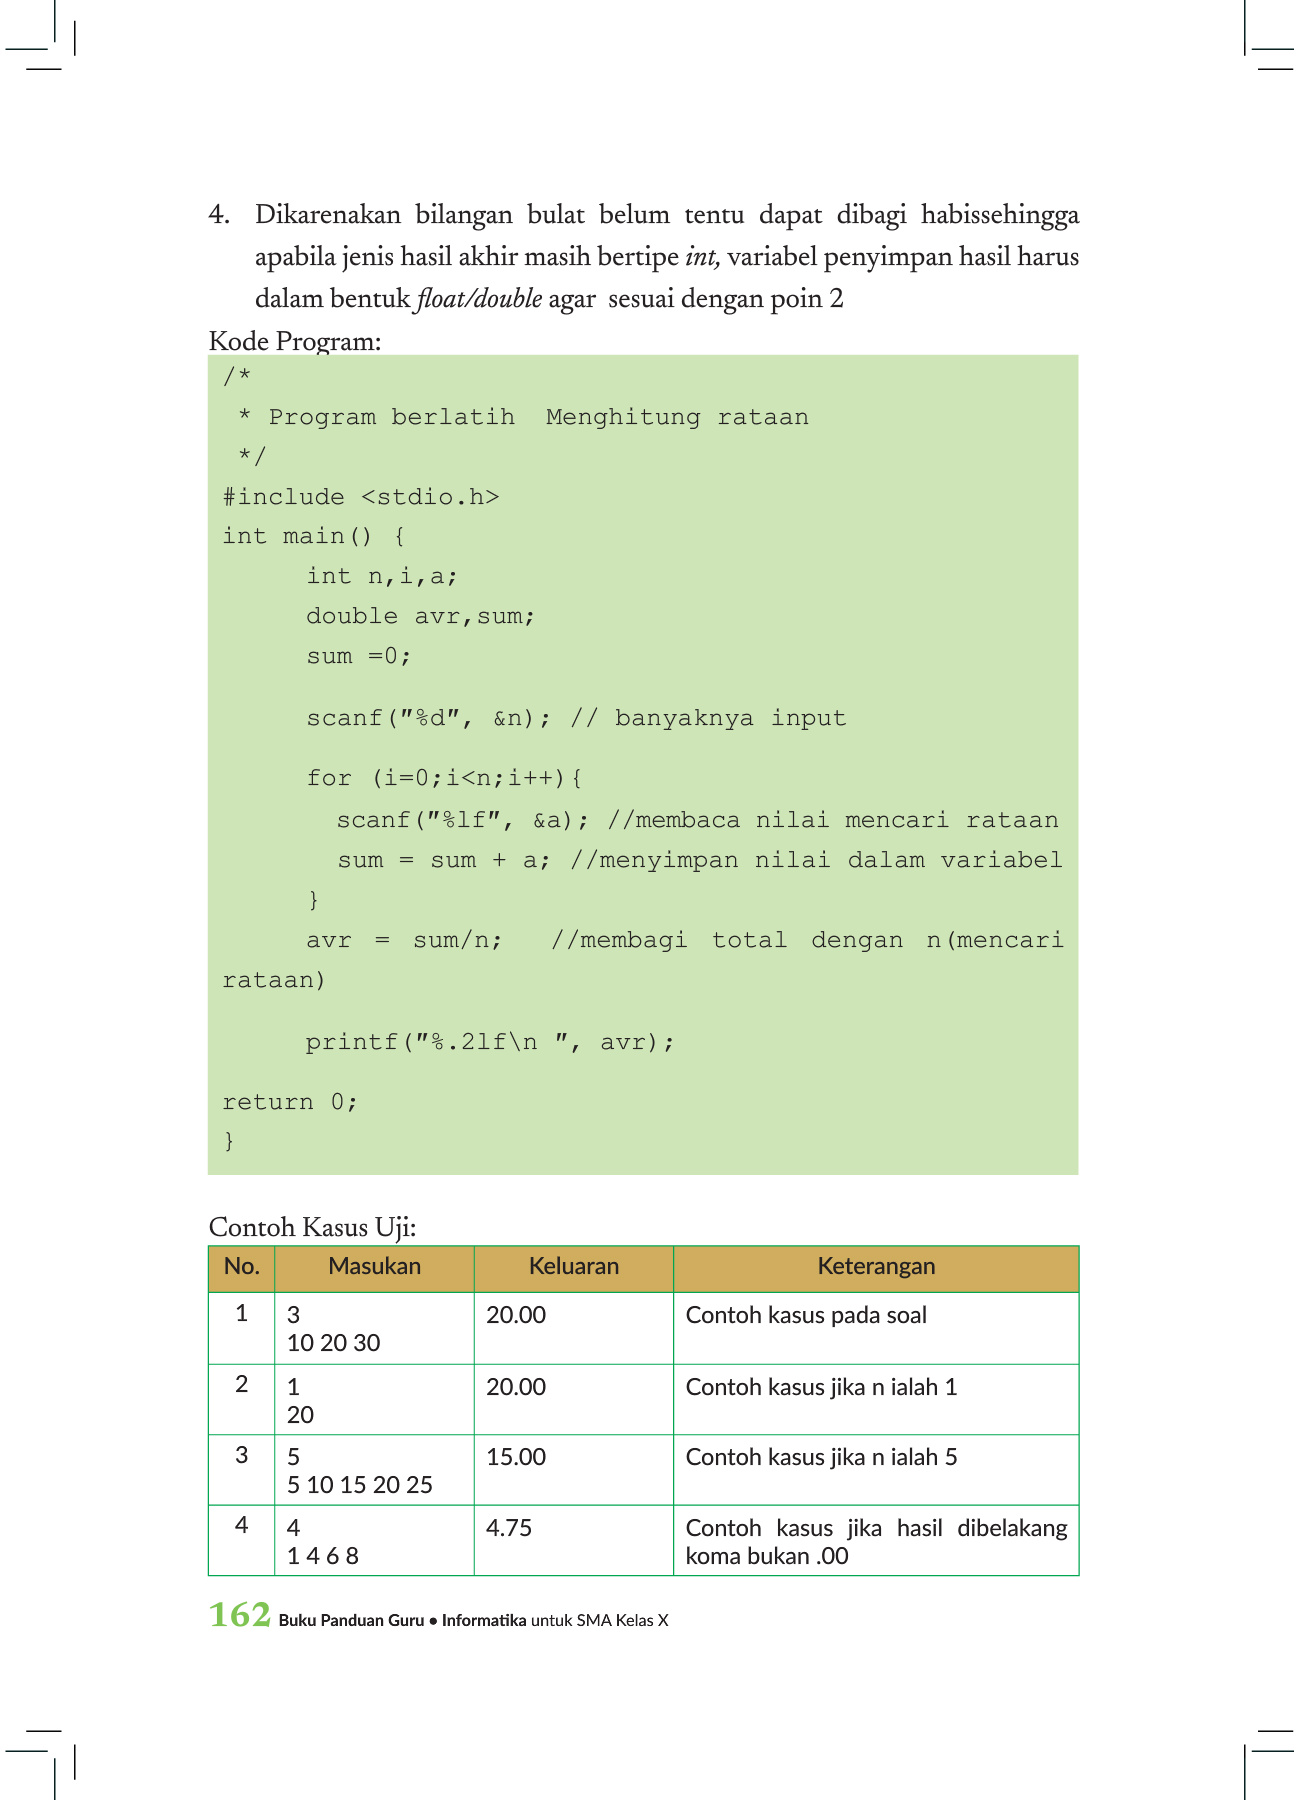 4. Dikarenakan bilangan bulat belum tentu dapat dibagi habissehingga
apabila jenis hasil akhir masih bertipe int, variabel penyimpan hasil harus
dalam bentuk float/double agar sesuai dengan poin 2
Kode Program:
/*
 * Program berlatih  Menghitung rataan
 */
#include <stdio.h>
int main() {
int n,i,a;
double avr,sum;
sum =0;
scanf("%d", &n); // banyaknya input
for (i=0;i<n;i++){
scanf("%lf", &a); //membaca nilai mencari rataan
sum = sum + a; //menyimpan nilai dalam variabel
}
avr = sum/n; //membagi total dengan n(mencari
rataan)
printf("%.2lf\n ", avr);
return 0;
}
Contoh Kasus Uji:
No. Masukan Keluaran Keterangan
1 3 20.00 Contoh kasus pada soal
10 20 30
2 1 20.00 Contoh kasus jika n ialah 1
20
3 5 15.00 Contoh kasus jika n ialah 5
5 10 15 20 25
4 4 4.75 Contoh kasus jika hasil dibelakang
1 4 6 8 koma bukan .00
162 Buku Panduan Guru • Informatika untuk SMA Kelas X